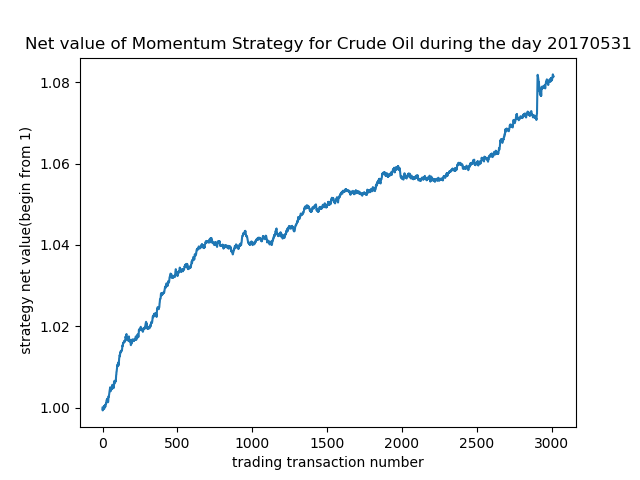 Net value of Momentum Strategy for Crude Oil during the day 20170531
1.08
1.06
1.04
1.02
1.00
strategy net value(begin from 1)
0 500 1000 1500 2000 2500 3000
trading transaction number